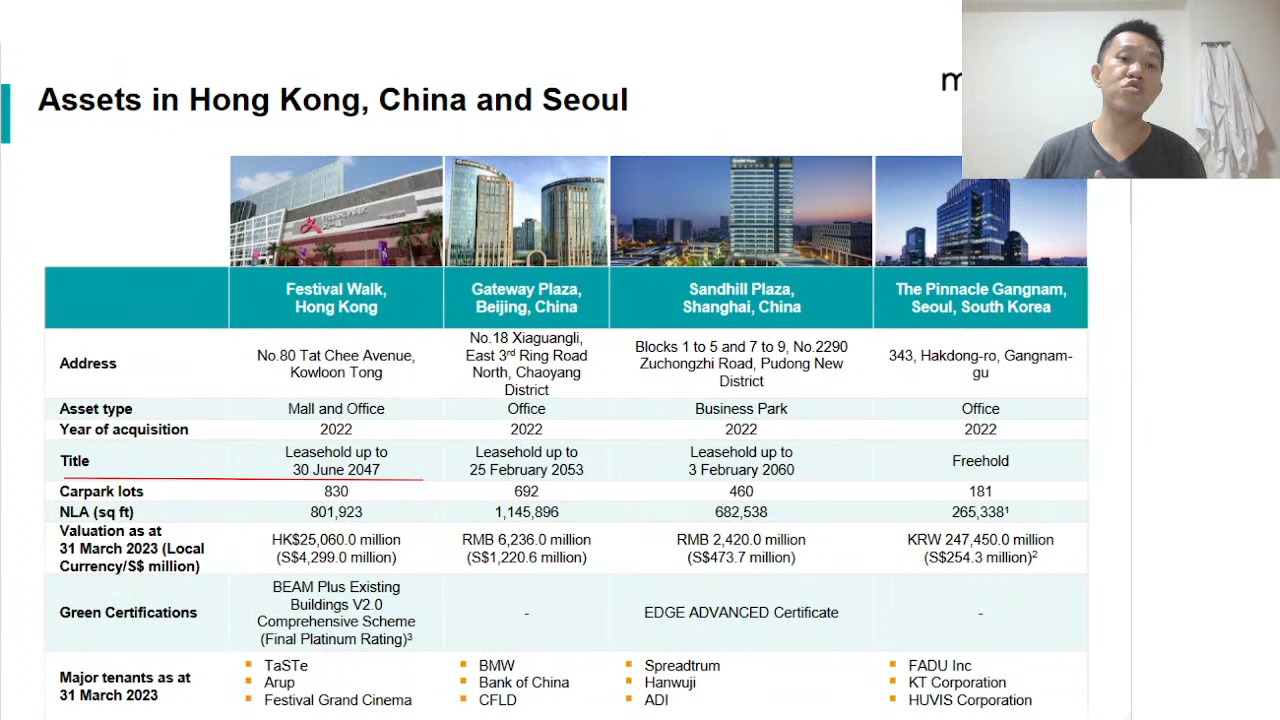 m
Assets in Hong Kong, China and Seoul
Festival Walk,
Hong Kong
Gateway Plaza,
Beijing, China
Sandhill Plaza,
Shanghai, China
The Pinnacle Gangnam,
Seoul, South Korea
Address
No.80 Tat Chee Avenue,
Kowloon Tong
No.18 Xiaguangli,
East 3rd Ring Road
North, Chaoyang
District
Blocks 1 to 5 and 7 to 9, No.2290
Zuchongzhi Road, Pudong New
District
343, Hakdong-ro, Gangnam-
gu
Asset type
Mall and Office
Office
Business Park
Office
Year of acquisition
2022
2022
2022
2022
Title
Leasehold up to
30 June 2047
Leasehold up to
25 February 2053
Leasehold up to
3 February 2060
Freehold
Carpark lots
830
692
460
181
NLA (sq ft)
801,923
1,145,896
682,538
265,338¹
Valuation as at
31 March 2023 (Local
Currency/S$ million)
HK$25,060.0 million
(S$4,299.0 million)
RMB 6,236.0 million
(S$1,220.6 million)
RMB 2,420.0 million
(S$473.7 million)
KRW 247,450.0 million
(S$254.3 million)²
Green Certifications
BEAM Plus Existing
Buildings V2.0
Comprehensive Scheme
(Final Platinum Rating)³
-
EDGE ADVANCED Certificate
-
Major tenants as at
31 March 2023
TaSTe
Arup
Festival Grand Cinema
BMW
Bank of China
CFLD
Spreadtrum
Hanwuji
ADI
FADU Inc
KT Corporation
HUVIS Corporation